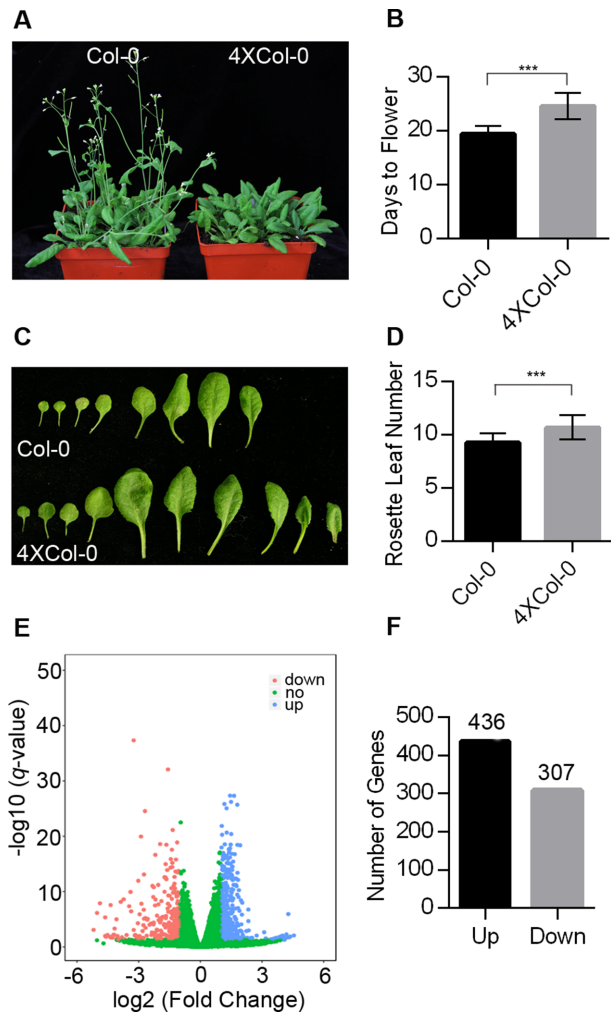 A
Col-0 4XCol-0
B
***
30
20
10
0
Days to Flower
Col-0
4XCol-0
C
Col-0
4XCol-0
D
***
15
10
5
0
Rosette Leaf Number
Col-0
4XCol-0
E
50
40
30
20
10
0
-log10 (q-value)
down
no
up
-6 -3 0 3 6
log2 (Fold Change)
F
500
400
300
200
100
0
Number of Genes
436
307
Up Down